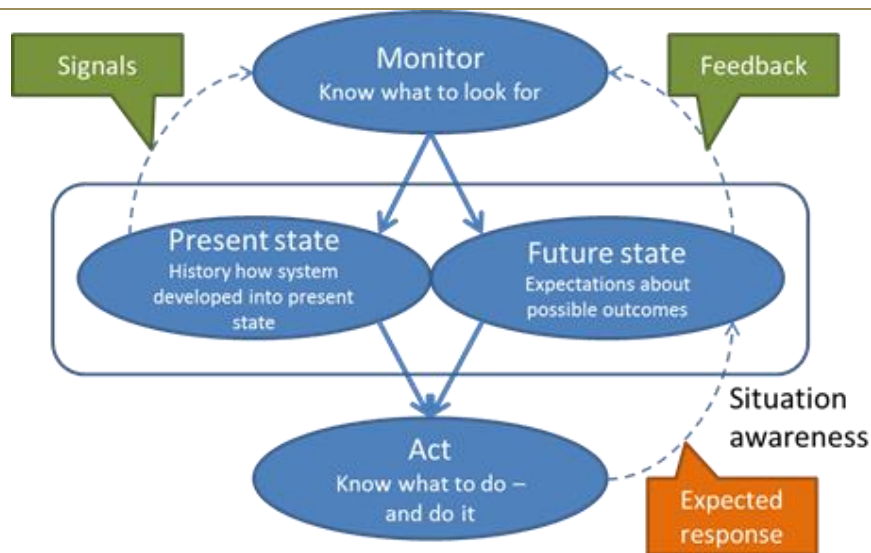 Signals
Monitor
Know what to look for
Feedback
Present state
History how system
developed into present
state
Future state
Expectations about
possible outcomes
Situation
awareness
Act
Know what to do –
and do it
Expected
response